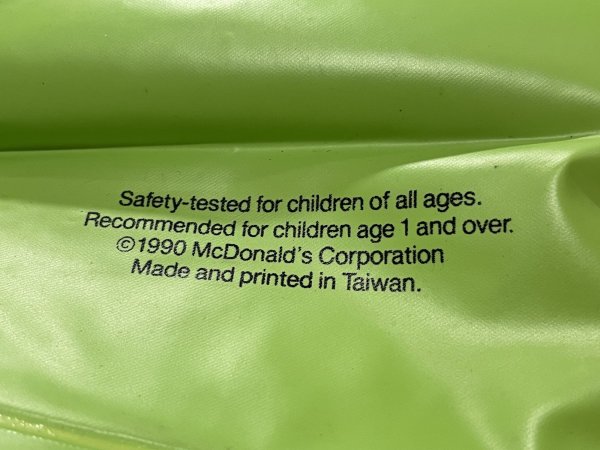 Safety-tested for children of all ages.
Recommended for children age 1 and over.
©1990 McDonald's Corporation
Made and printed in Taiwan.